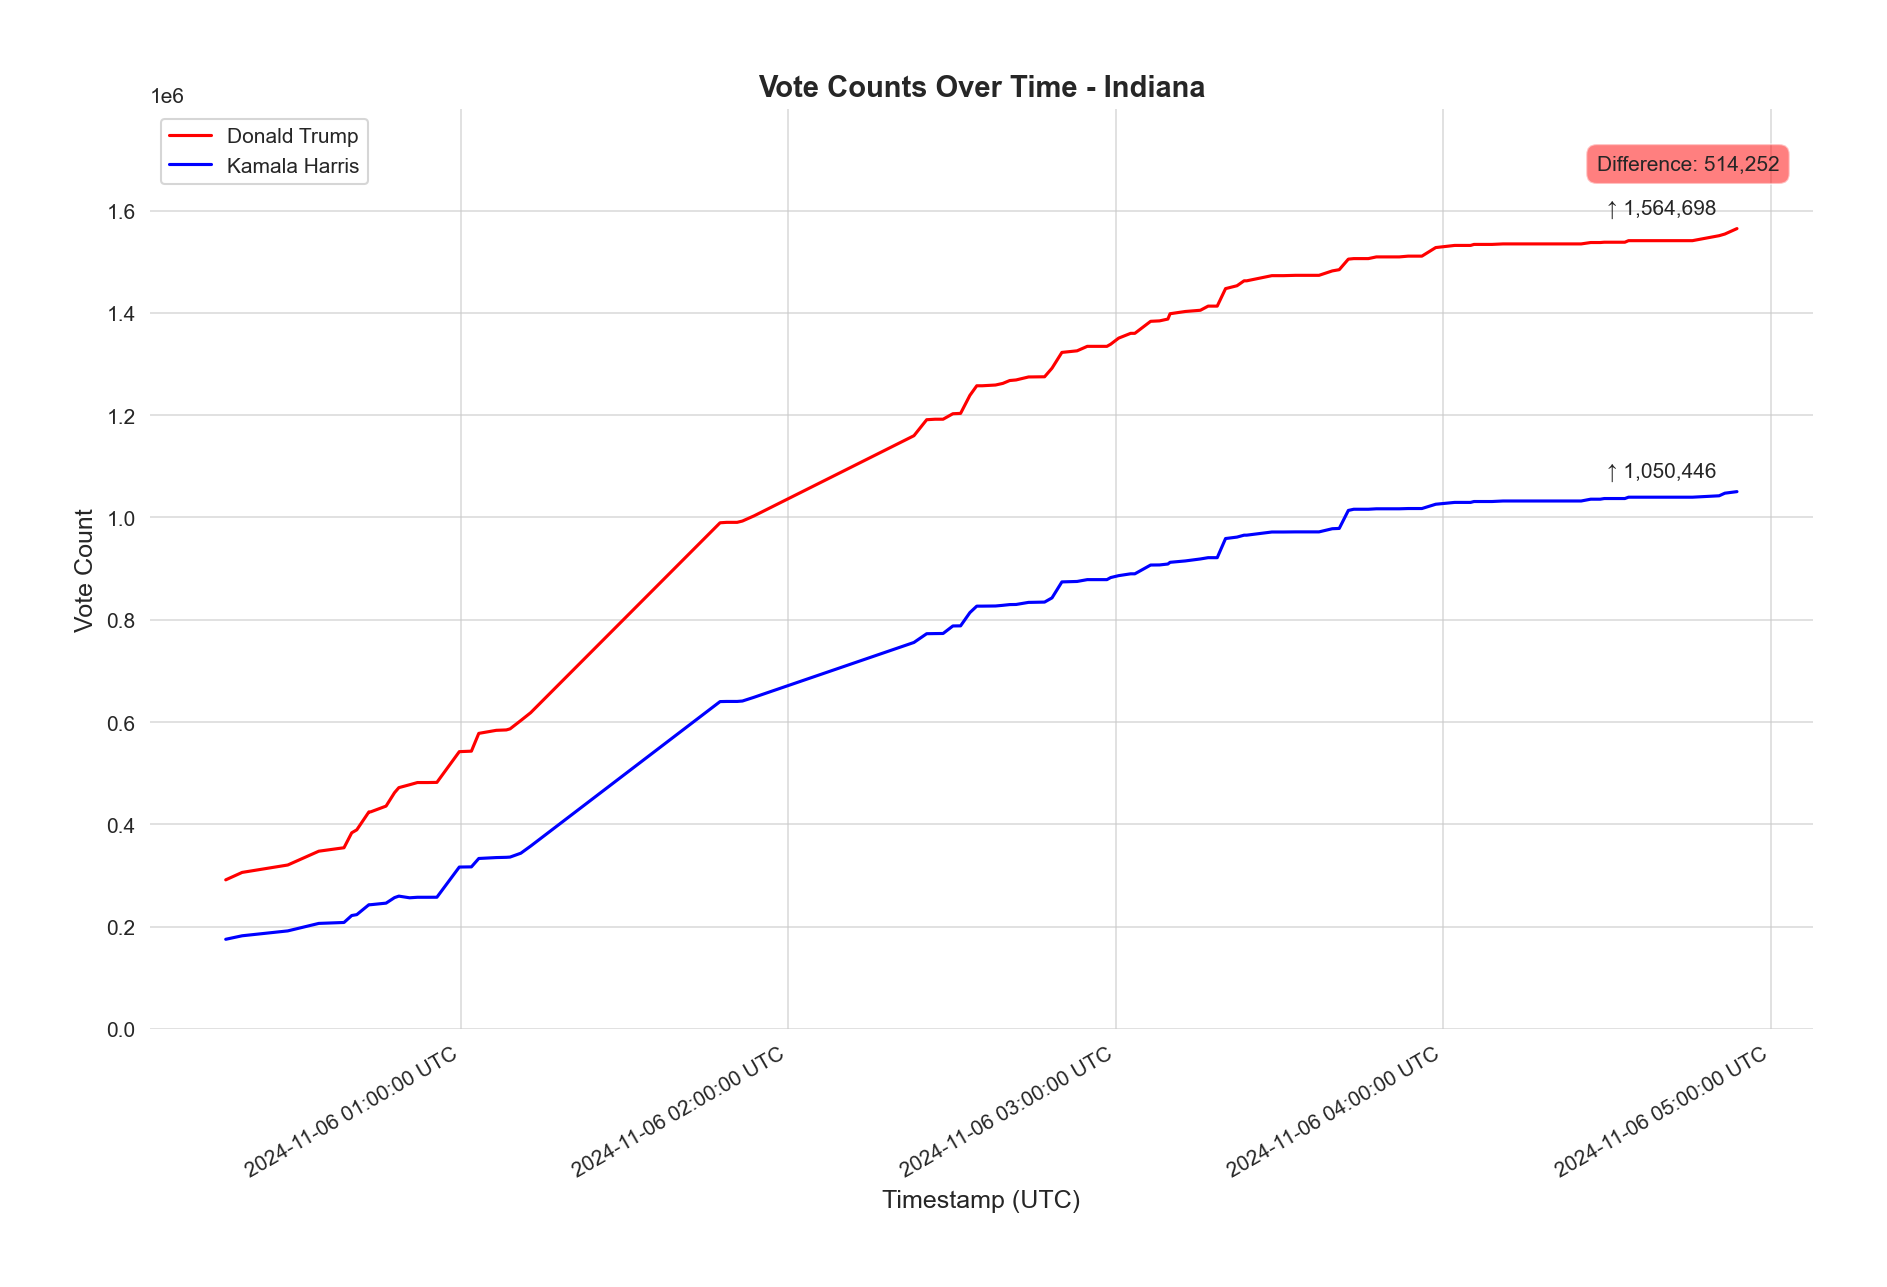 Vote Counts Over Time - Indiana
1e6
Donald Trump
Kamala Harris
Difference: 514,252
↑ 1,564,698
↑ 1,050,446
Vote Count
1.6
1.4
1.2
1.0
0.8
0.6
0.4
0.2
0.0
2024-11-06 01:00:00 UTC
2024-11-06 02:00:00 UTC
2024-11-06 03:00:00 UTC
2024-11-06 04:00:00 UTC
2024-11-06 05:00:00 UTC
Timestamp (UTC)